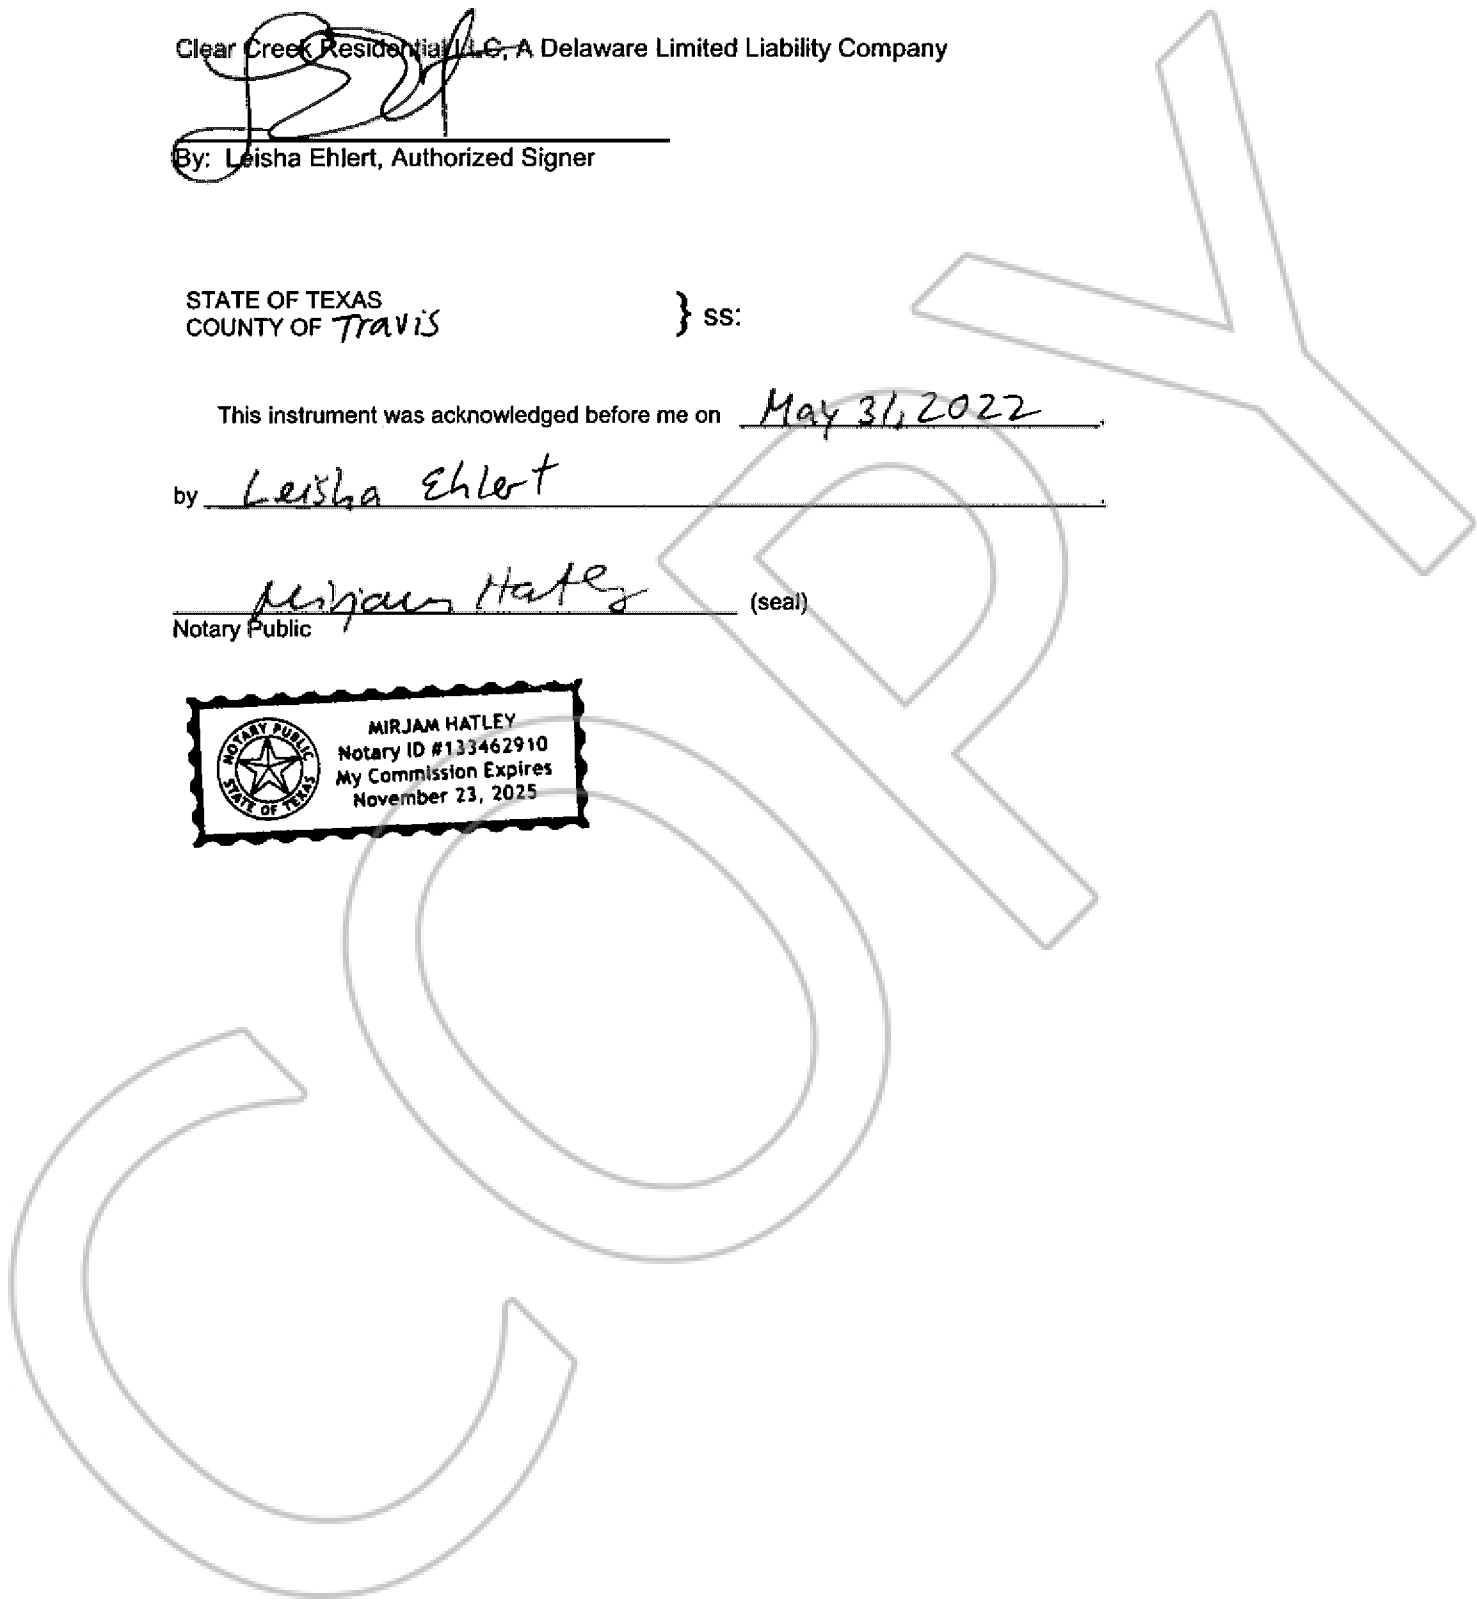 Clear Creek Residential LLC, A Delaware Limited Liability Company
By: Leisha Ehlert, Authorized Signer
STATE OF TEXAS
COUNTY OF Travis
} ss:
This instrument was acknowledged before me on May 31, 2022.
by Leisha Ehlert.
Mirjam Hatley (seal)
Notary Public
MIRJAM HATLEY
Notary ID #133462910
My Commission Expires
November 23, 2025
NOTARY PUBLIC
STATE OF TEXAS
COPY